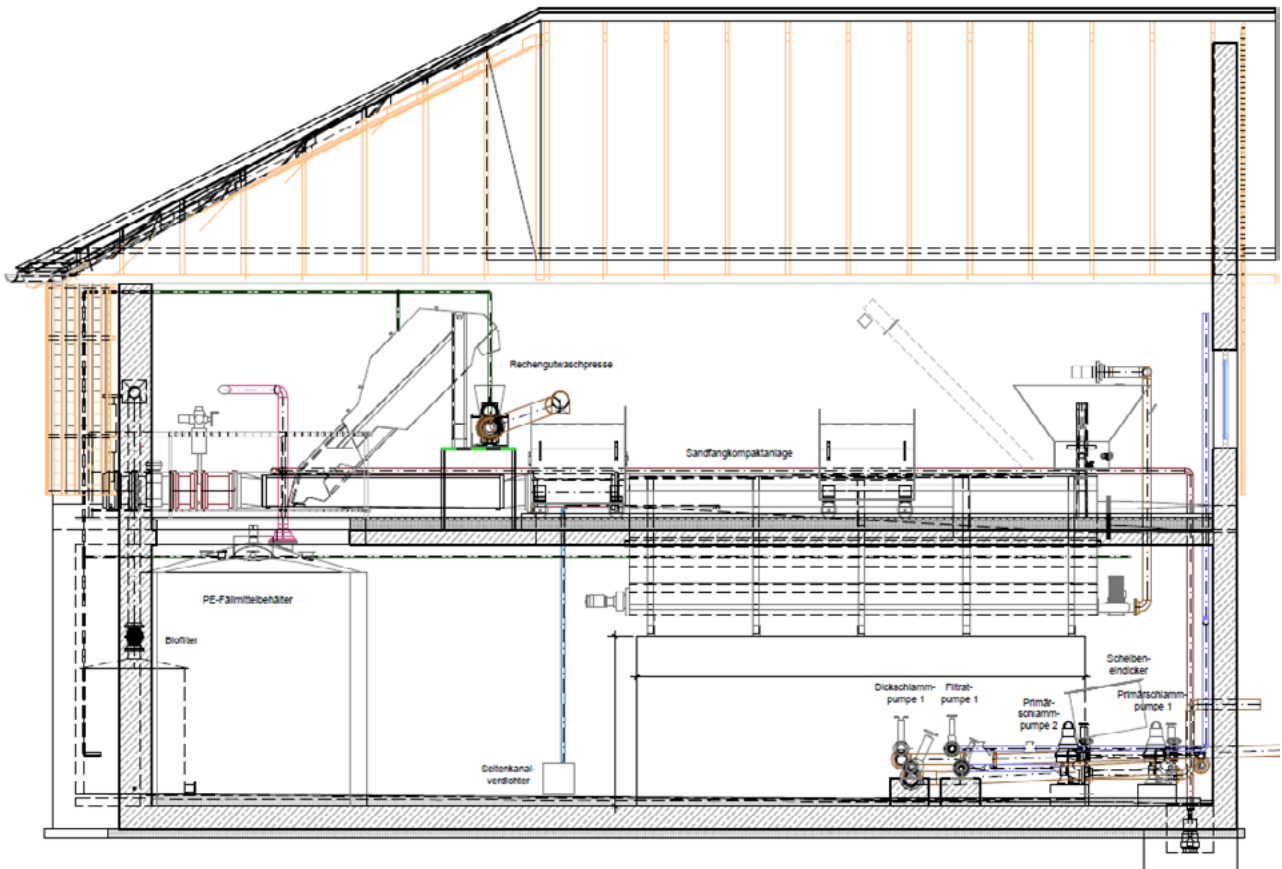 Rechengutwaschpresse
Sandfangkompaktanlage
PE-Fällmittelbehälter
Biofilter
Scheiben-
eindicker
Dickschlamm-
pumpe 1
Filtrat-
pumpe 1
Primär-
schlamm-
pumpe 2
Primärschlamm-
pumpe 1
Seitenkanal-
verdichter